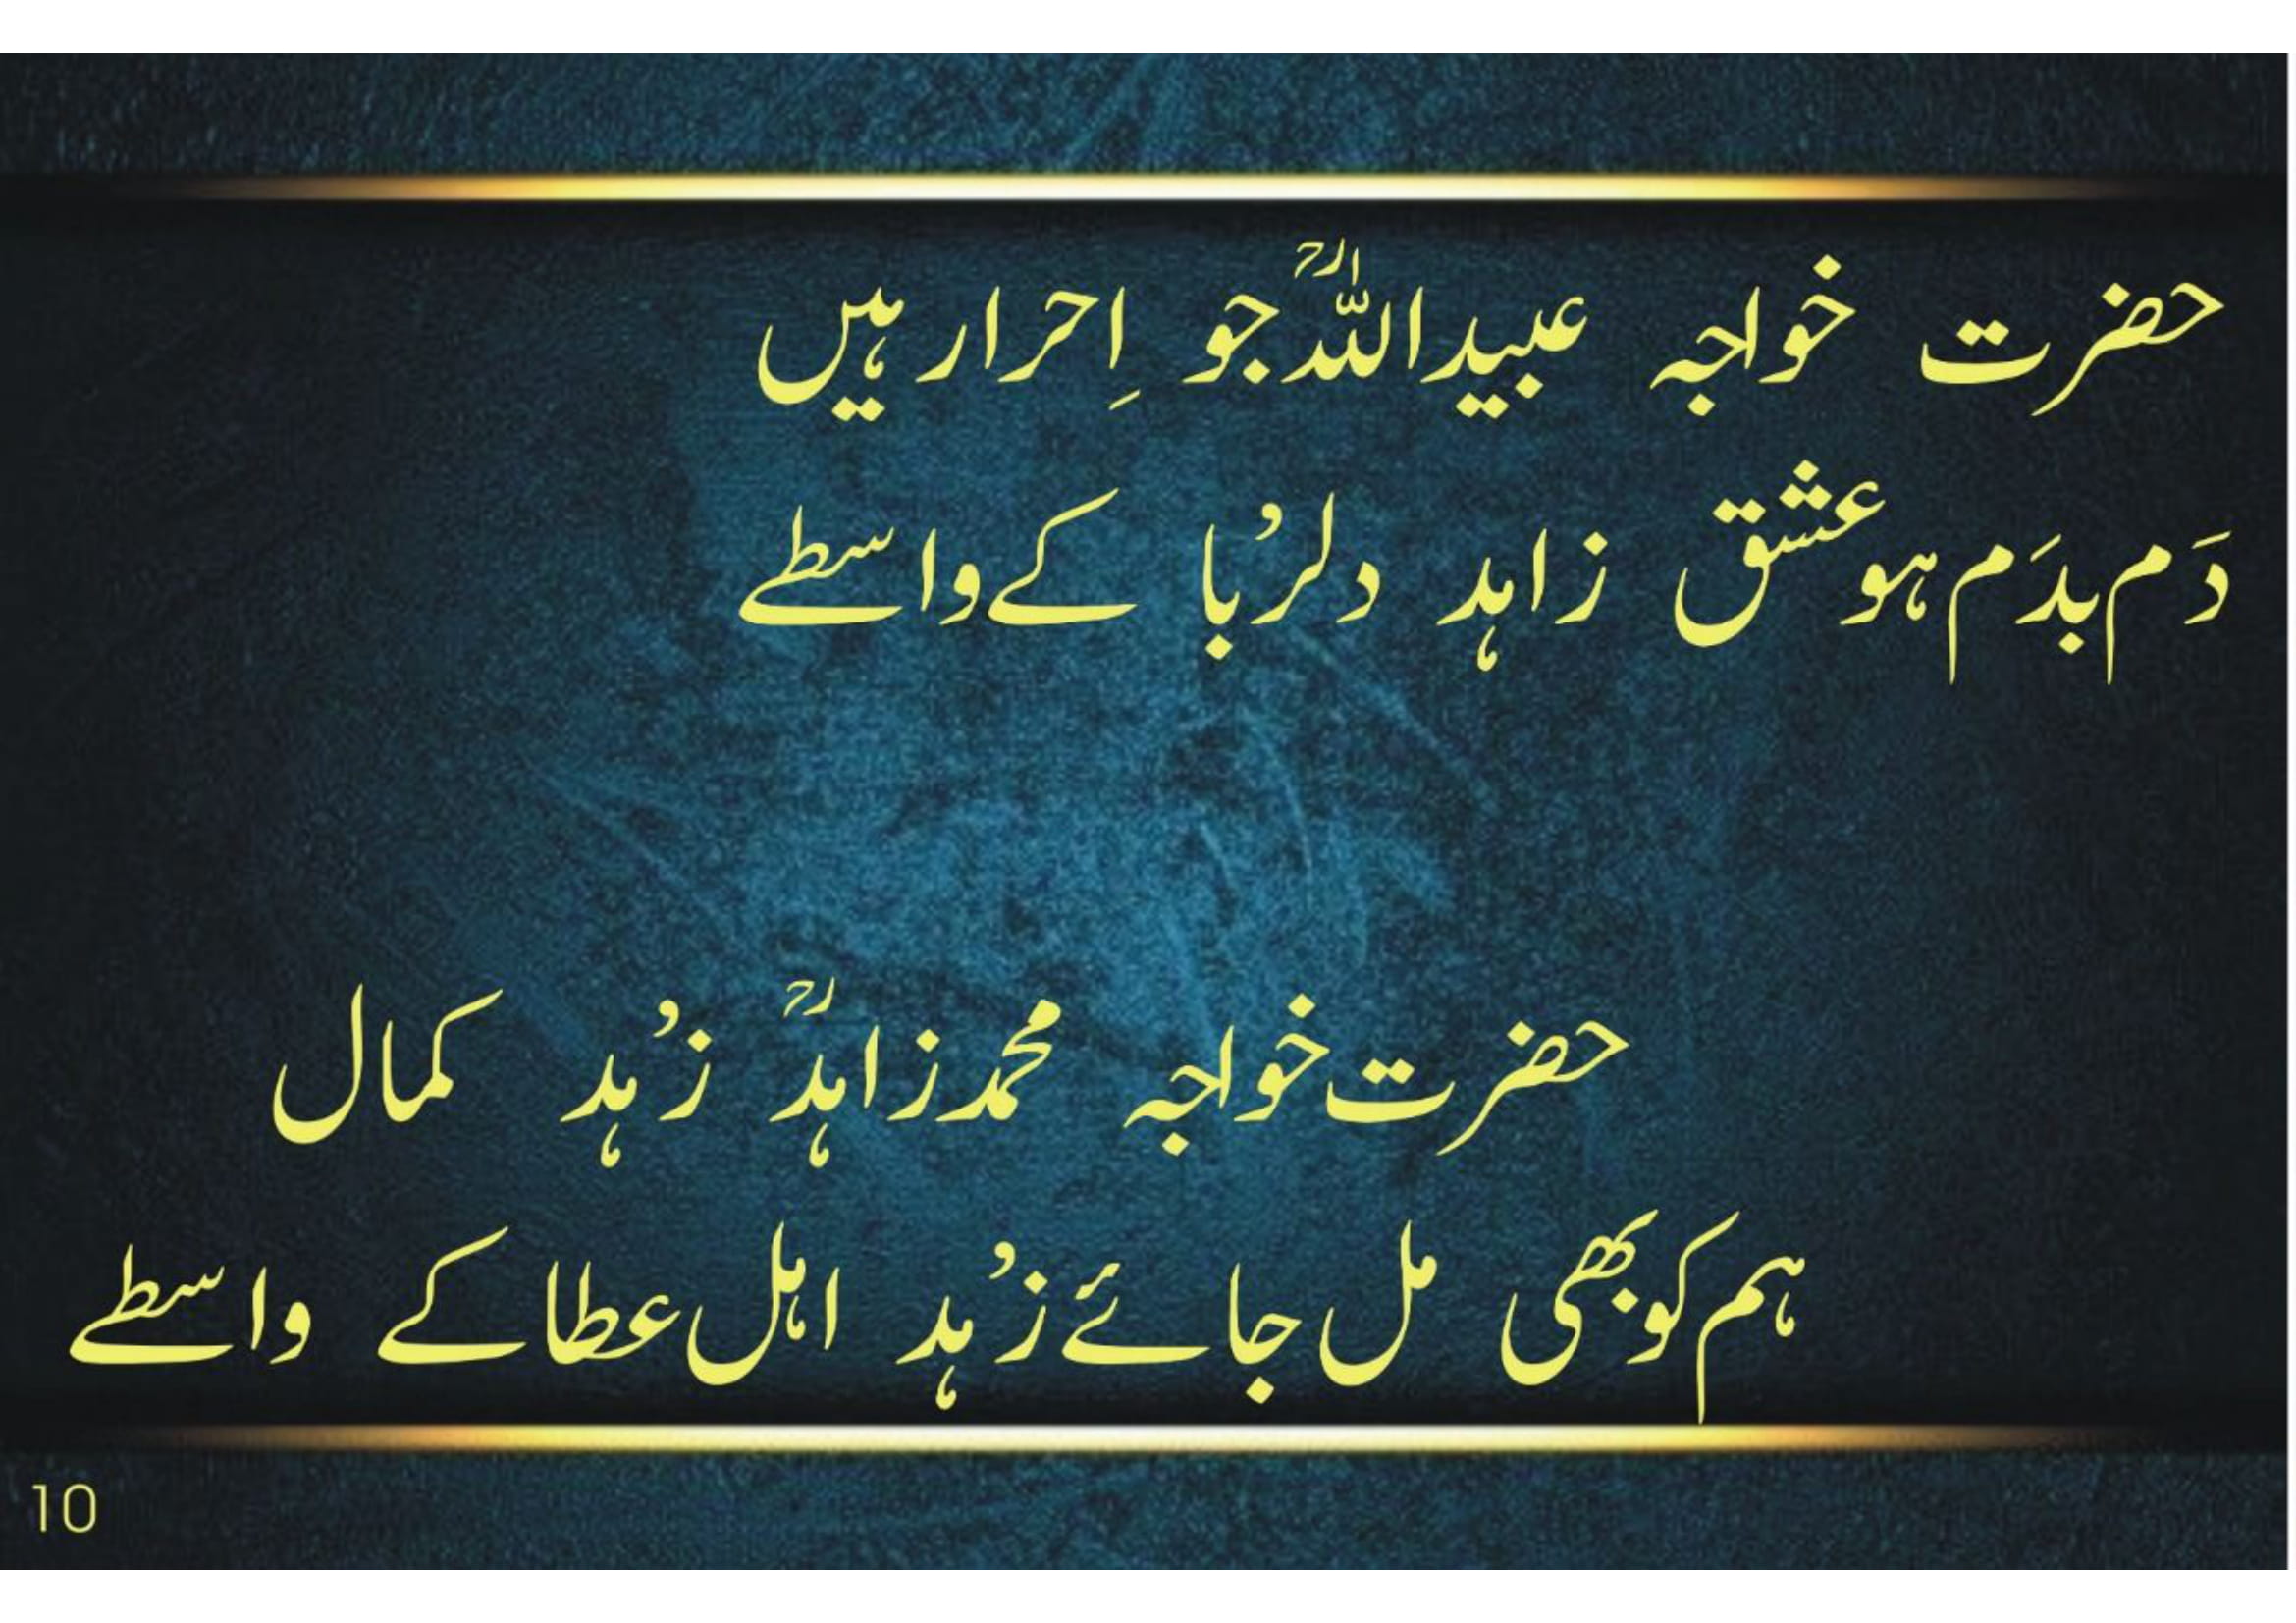 حضرت خواجہ عبیداللہؒ جو اِحرار ہیں
دَم بدَم ہو عشق زاہد دلرُبا کے واسطے
حضرت خواجہ محمد زاہدؒ زُہد کمال
ہم کو بھی مل جائے زُہد اہل عطا کے واسطے
10